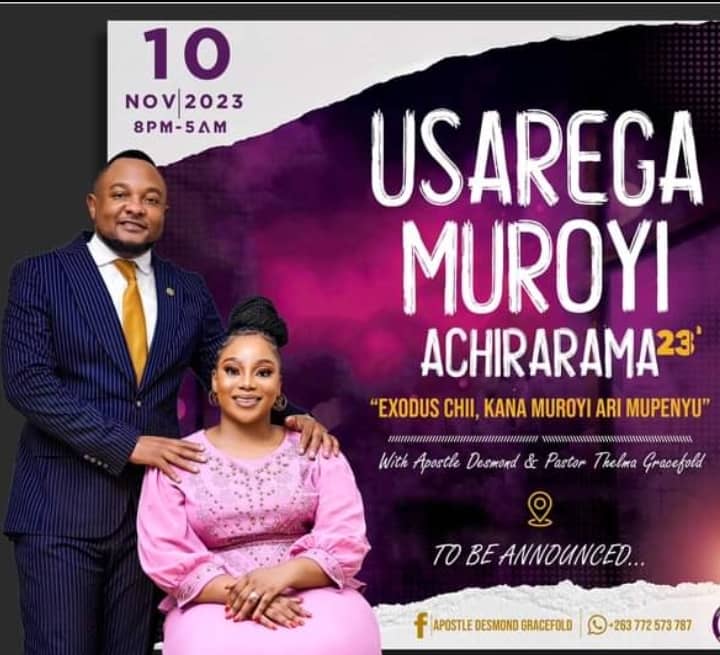 10
NOV|2023
8PM-5AM
USAREGA
MUROYI
ACHIRARAMA23'
"EXODUS CHII, KANA MUROYI ARI MUPENYU"
With Apostle Desmond & Pastor Thelma Gracefold
TO BE ANNOUNCED...
APOSTLE DESMOND GRACEFOLD
+263 772 573 787